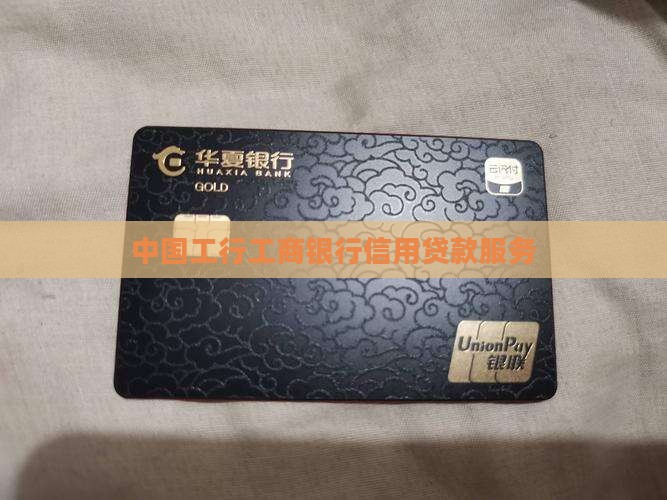 华夏银行
HUAXIA BANK
GOLD
云闪付
中国工行工商银行信用贷款服务
UnionPay
银联